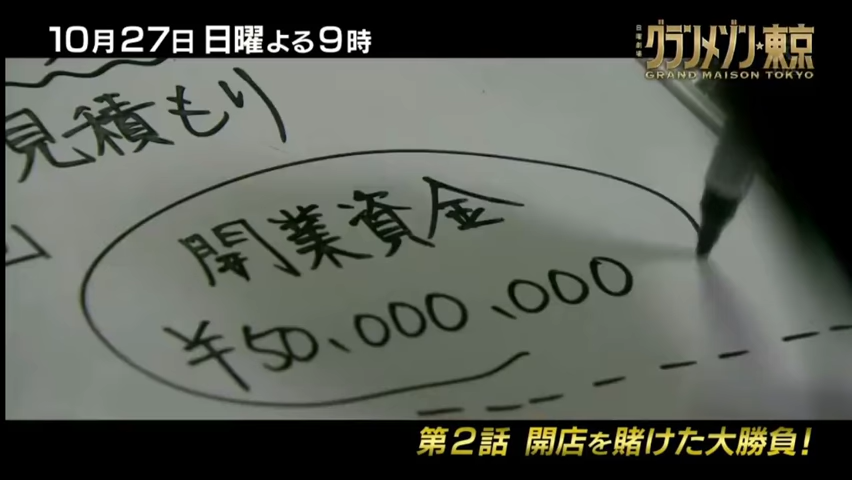 10月27日 日曜よる9時
日曜劇場
グランメゾン★東京
GRAND MAISON TOKYO
見積もり
開業資金
¥50,000,000
第2話 開店を賭けた大勝負!